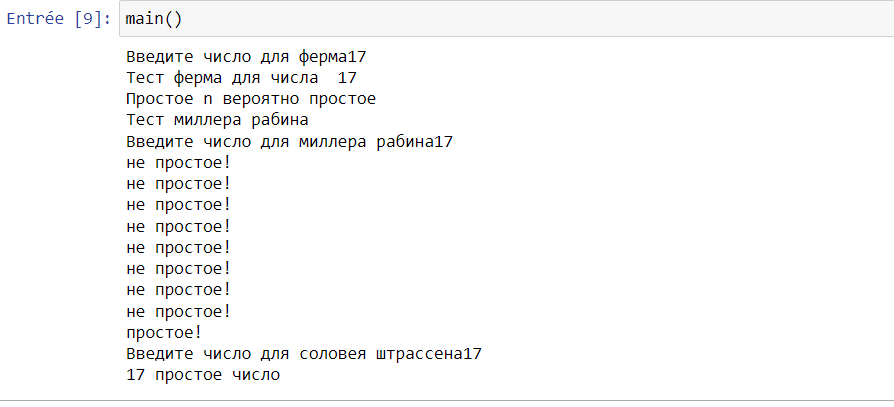 Entrée [9]: main()
Введите число для ферма17
Тест ферма для числа  17
Простое n вероятно простое
Тест миллера рабина
Введите число для миллера рабина17
не простое!
не простое!
не простое!
не простое!
не простое!
не простое!
не простое!
не простое!
простое!
Введите число для соловея штрассена17
17 простое число